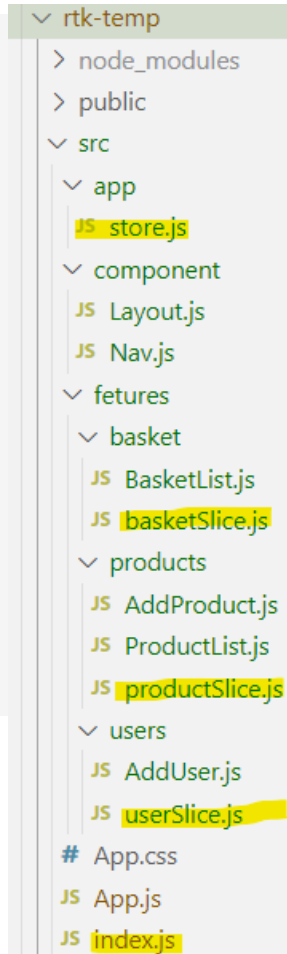 rtk-temp
node_modules
public
src
app
JS store.js
component
JS Layout.js
JS Nav.js
fetures
basket
JS BasketList.js
JS basketSlice.js
products
JS AddProduct.js
JS ProductList.js
JS productSlice.js
users
JS AddUser.js
JS userSlice.js
# App.css
JS App.js
JS index.js